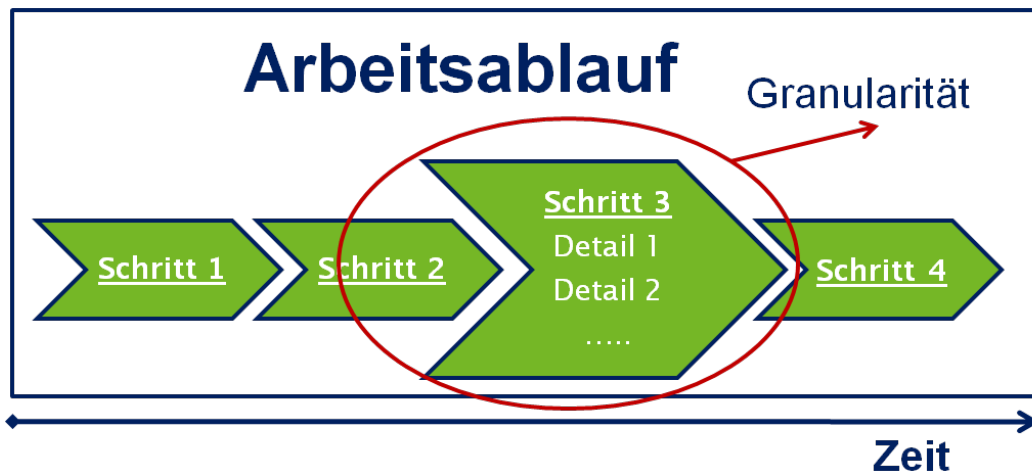 Arbeitsablauf
Granularität
Schritt 1
Schritt 2
Schritt 3
Detail 1
Detail 2
.....
Schritt 4
Zeit